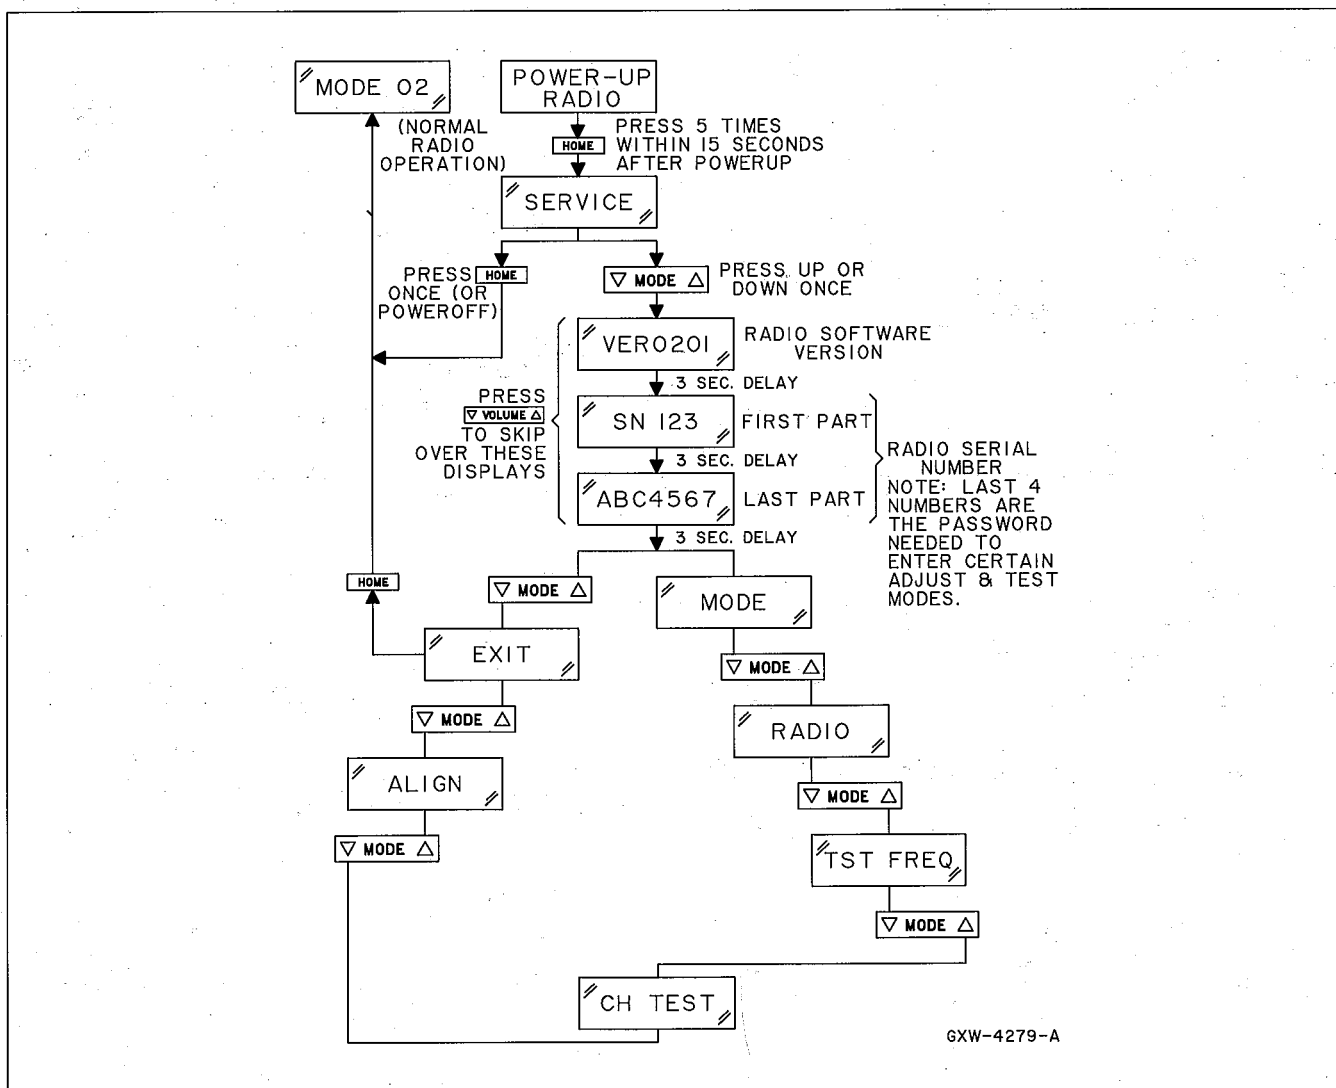 MODE 02
POWER-UP
RADIO
(NORMAL
RADIO
OPERATION)
HOME
PRESS 5 TIMES
WITHIN 15 SECONDS
AFTER POWERUP
SERVICE
PRESS HOME
ONCE (OR
POWEROFF)
▽ MODE △
PRESS UP OR
DOWN ONCE
VER0201
RADIO SOFTWARE
VERSION
3 SEC. DELAY
PRESS
▽ VOLUME △
TO SKIP
OVER THESE
DISPLAYS
SN 123
FIRST PART
3 SEC. DELAY
ABC4567
LAST PART
RADIO SERIAL
NUMBER
NOTE: LAST 4
NUMBERS ARE
THE PASSWORD
NEEDED TO
ENTER CERTAIN
ADJUST & TEST
MODES.
3 SEC. DELAY
HOME
▽ MODE △
MODE
EXIT
▽ MODE △
▽ MODE △
RADIO
ALIGN
▽ MODE △
▽ MODE △
TST FREQ
▽ MODE △
CH TEST
GXW-4279-A